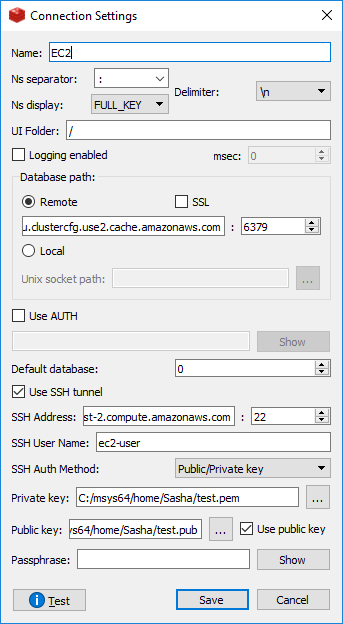 Connection Settings
Name: EC2
Ns separator: :
Delimiter: \n
Ns display: FULL_KEY
UI Folder: /
Logging enabled msec: 0
Database path:
Remote SSL
u.clustercfg.use2.cache.amazonaws.com : 6379
Local
Unix socket path: ...
Use AUTH
Show
Default database: 0
Use SSH tunnel
SSH Address: st-2.compute.amazonaws.com : 22
SSH User Name: ec2-user
SSH Auth Method: Public/Private key
Private key: C:/msys64/home/Sasha/test.pem ...
Public key: /s64/home/Sasha/test.pub ... Use public key
Passphrase: Show
i Test Save Cancel